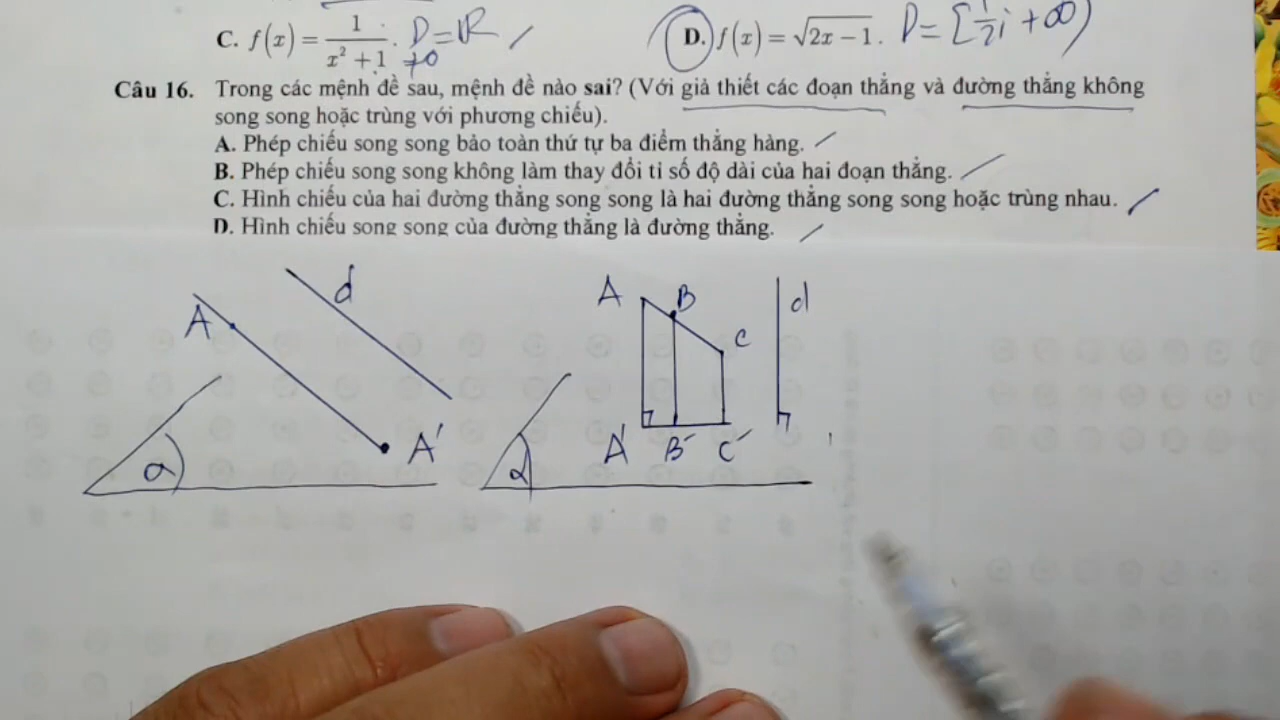 C. f(x) = 1/(x² + 1). D = ℝ
≠0
D. f(x) = √(2x − 1). D = [1/2; +∞)
Câu 16. Trong các mệnh đề sau, mệnh đề nào sai? (Với giả thiết các đoạn thẳng và đường thẳng không
song song hoặc trùng với phương chiếu).
A. Phép chiếu song song bảo toàn thứ tự ba điểm thẳng hàng.
B. Phép chiếu song song không làm thay đổi tỉ số độ dài của hai đoạn thẳng.
C. Hình chiếu của hai đường thẳng song song là hai đường thẳng song song hoặc trùng nhau.
D. Hình chiếu song song của đường thẳng là đường thẳng.
A d
A'
α
A B C d
A' B' C'
α